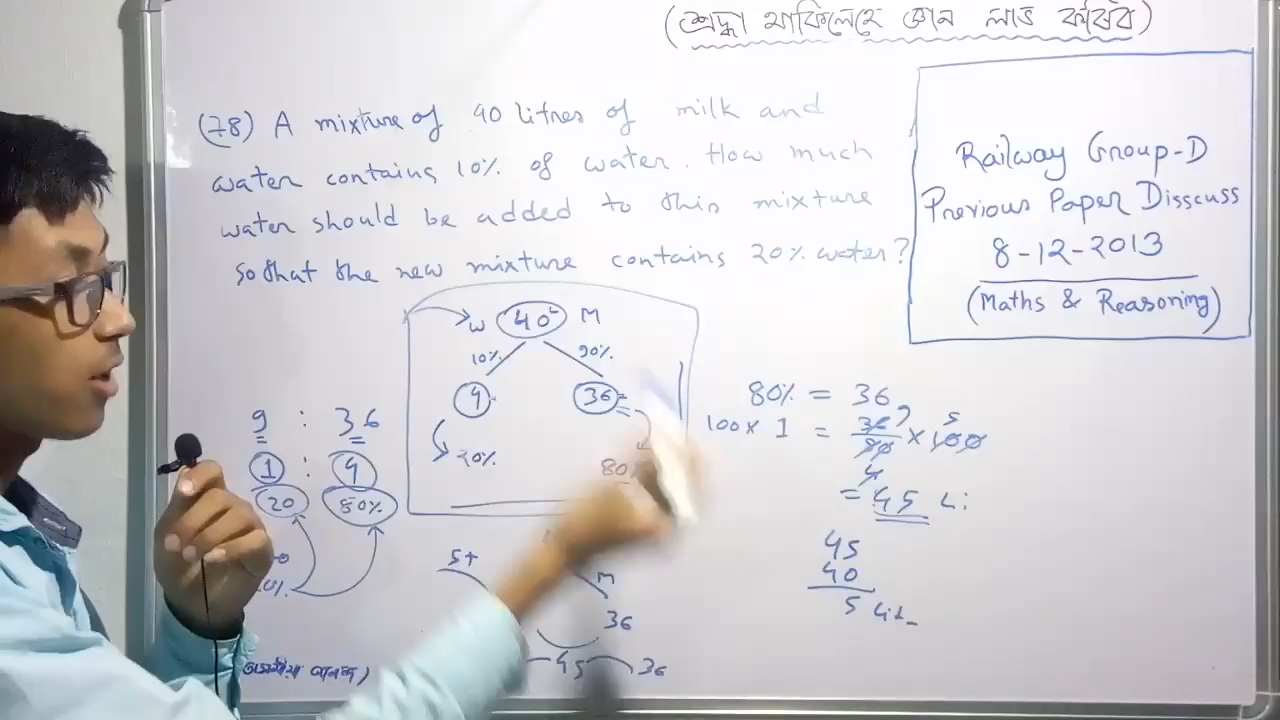 (শ্ৰদ্ধা থাকিলেহে জ্ঞান লাভ কৰিব)
(78) A mixture of 40 litres of milk and
water contains 10% of water. How much
water should be added to this mixture
so that the new mixture contains 20% water?
Railway Group-D
Previous Paper Disscuss
8-12-2013
(Maths & Reasoning)
W 40 M
10% 90%
4 36
20% 80
9 : 36
1 : 4
20 80%
80% = 36
100 x 1 = 36/80 x 100
= 45 Li
45
40
5 Lit
5+ M
36
45 36